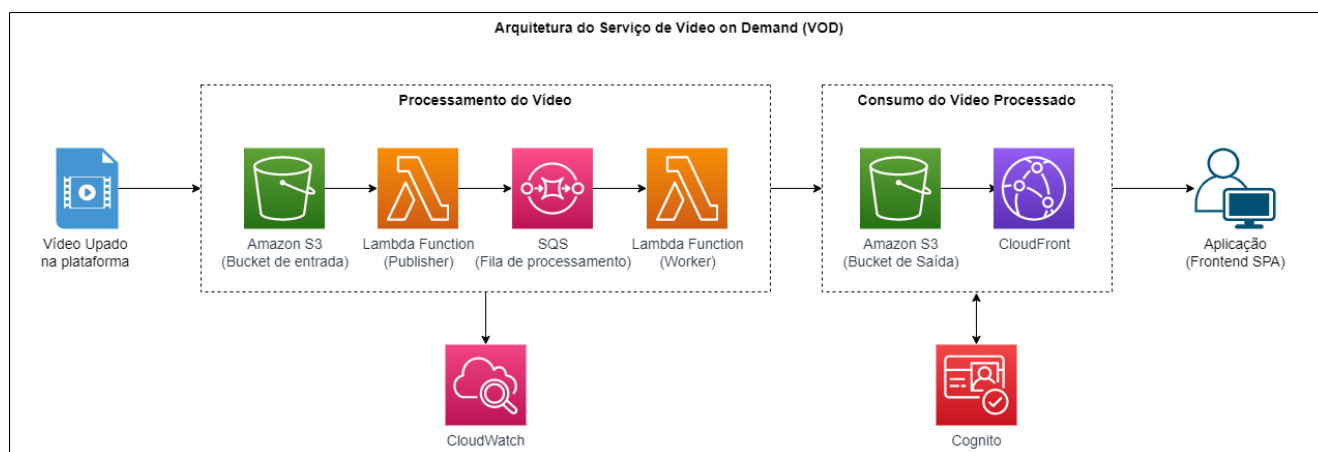 Arquitetura do Serviço de Vídeo on Demand (VOD)
Processamento do Vídeo
Consumo do Vídeo Processado
Vídeo Upado
na plataforma
Amazon S3
(Bucket de entrada)
Lambda Function
(Publisher)
SQS
(Fila de processamento)
Lambda Function
(Worker)
Amazon S3
(Bucket de Saída)
CloudFront
Aplicação
(Frontend SPA)
CloudWatch
Cognito